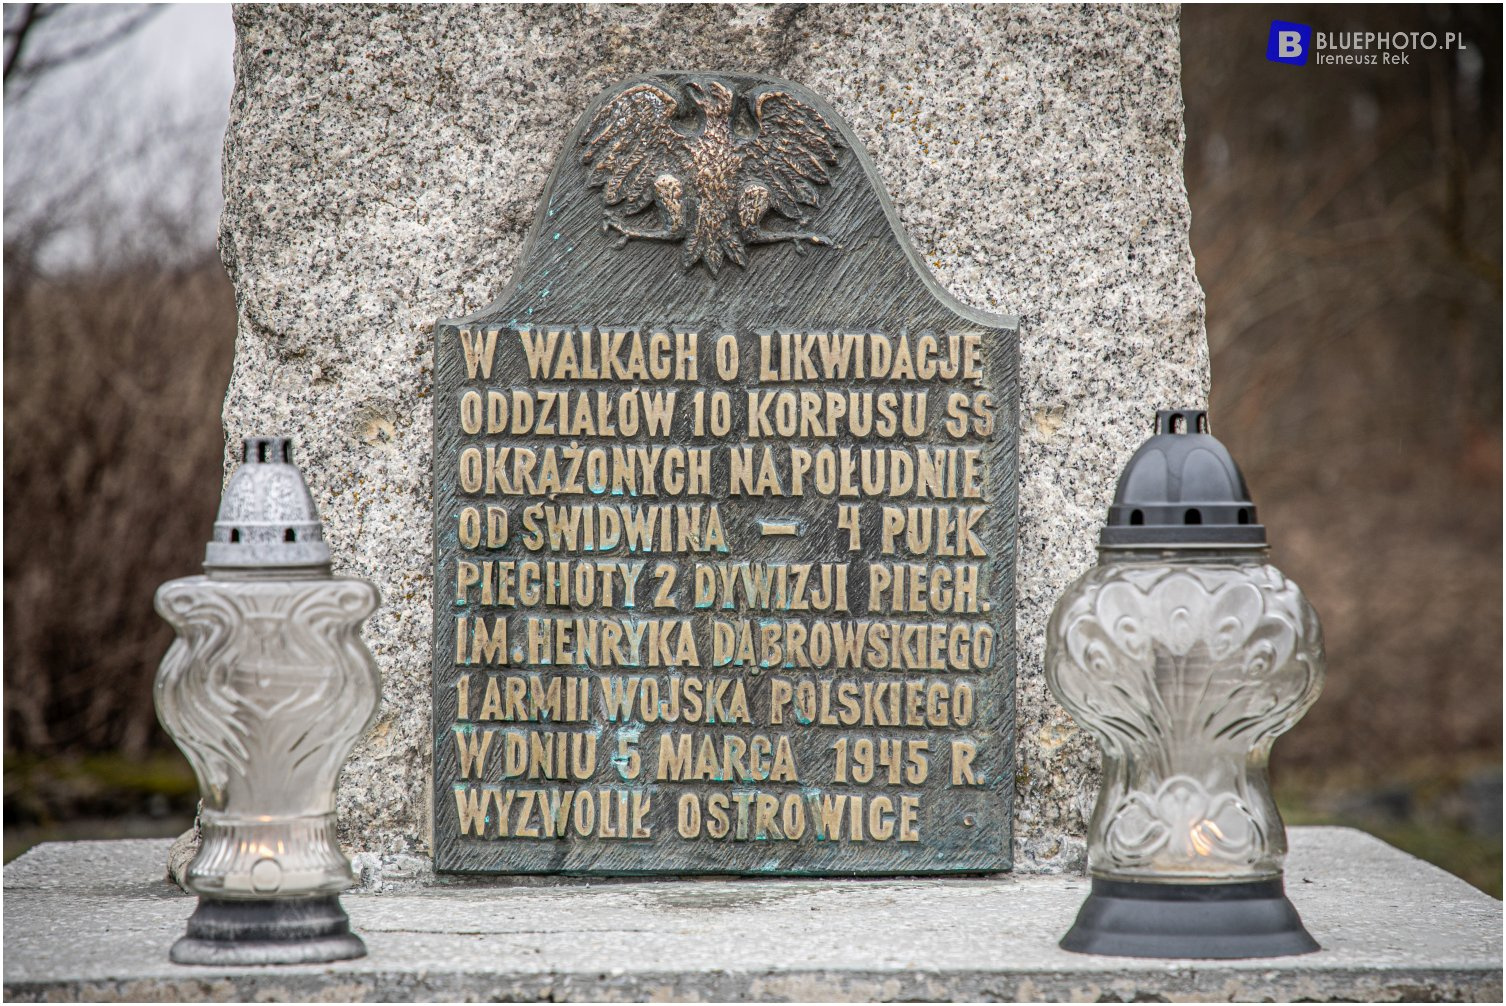 B BLUEPHOTO.PL
Ireneusz Rek
W WALKACH O LIKWIDACJĘ
ODDZIAŁÓW 10 KORPUSU SS
OKRĄŻONYCH NA POŁUDNIE
OD ŚWIDWINA – 4 PUŁK
PIECHOTY 2 DYWIZJI PIECH.
IM. HENRYKA DĄBROWSKIEGO
1 ARMII WOJSKA POLSKIEGO
W DNIU 5 MARCA 1945 R.
WYZWOLIŁ OSTROWICE